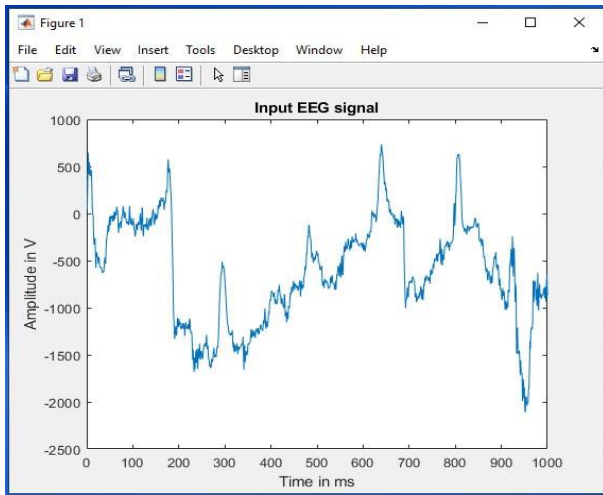 Figure 1
File Edit View Insert Tools Desktop Window Help
Input EEG signal
1000
500
0
-500
-1000
-1500
-2000
-2500
Amplitude in V
0 100 200 300 400 500 600 700 800 900 1000
Time in ms